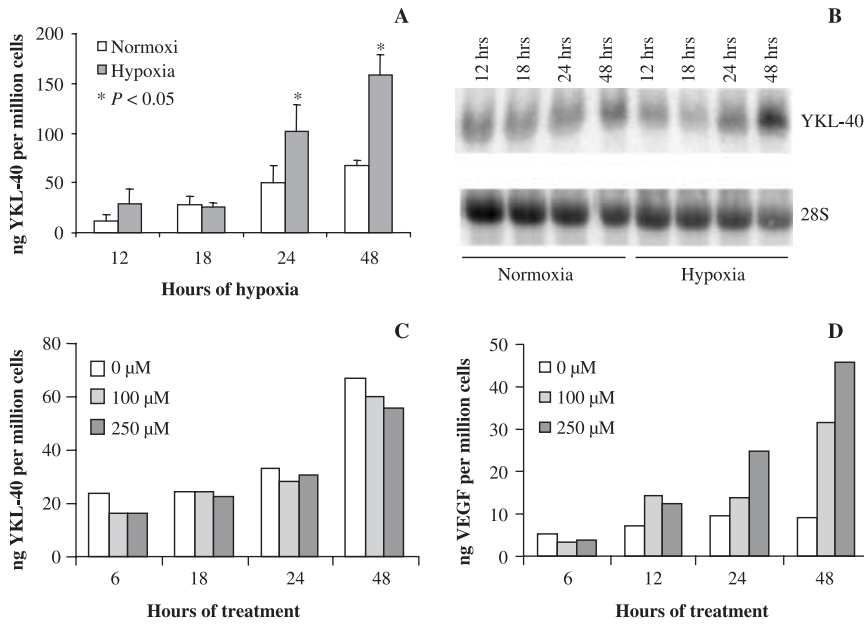 A
ng YKL-40 per million cells
200
150
100
50
0
Normoxi
Hypoxia
* P < 0.05
*
*
12 18 24 48
Hours of hypoxia
B
12 hrs 18 hrs 24 hrs 48 hrs 12 hrs 18 hrs 24 hrs 48 hrs
YKL-40
28S
Normoxia Hypoxia
C
ng YKL-40 per million cells
80
60
40
20
0
0 µM
100 µM
250 µM
6 18 24 48
Hours of treatment
D
ng VEGF per million cells
50
40
30
20
10
0
0 µM
100 µM
250 µM
6 12 24 48
Hours of treatment